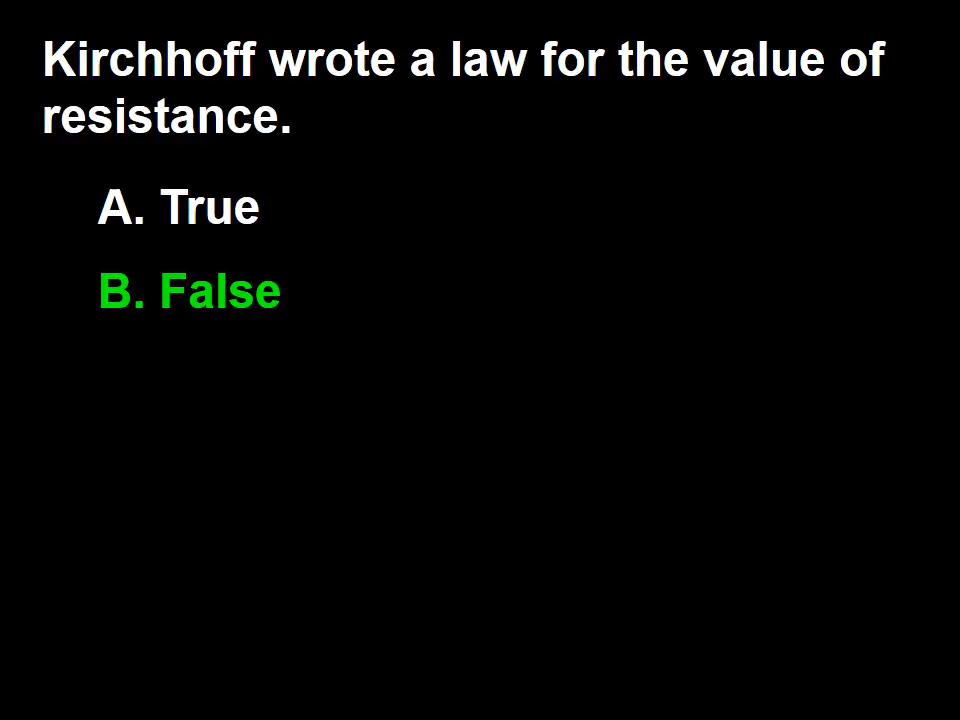 Kirchhoff wrote a law for the value of
resistance.
A. True
B. False